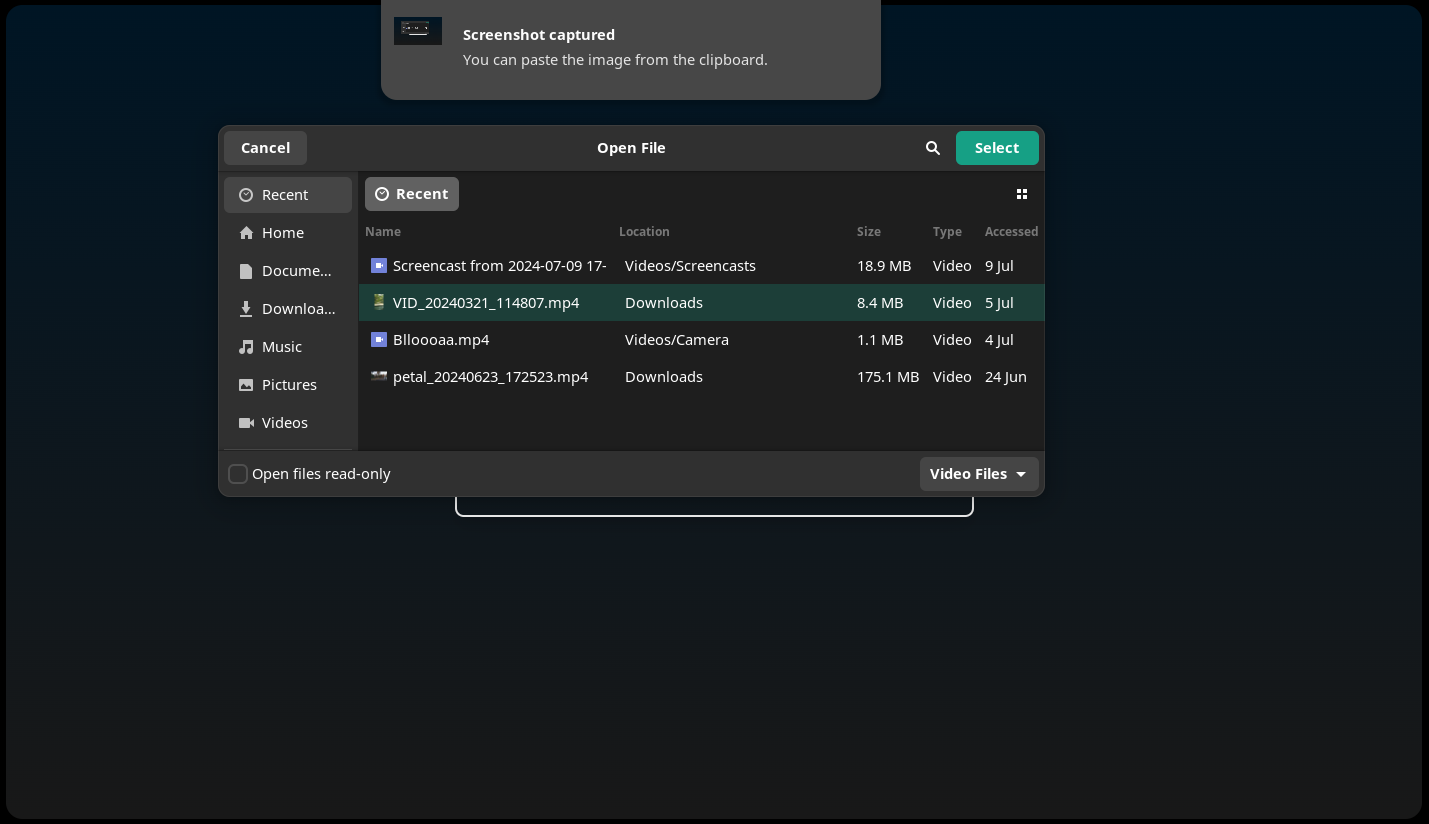 Screenshot captured
You can paste the image from the clipboard.
Cancel
Open File
Select
Recent
Home
Docume...
Downloa...
Music
Pictures
Videos
Recent
Name Location Size Type Accessed
Screencast from 2024-07-09 17- Videos/Screencasts 18.9 MB Video 9 Jul
VID_20240321_114807.mp4 Downloads 8.4 MB Video 5 Jul
Blloooaa.mp4 Videos/Camera 1.1 MB Video 4 Jul
petal_20240623_172523.mp4 Downloads 175.1 MB Video 24 Jun
Open files read-only
Video Files